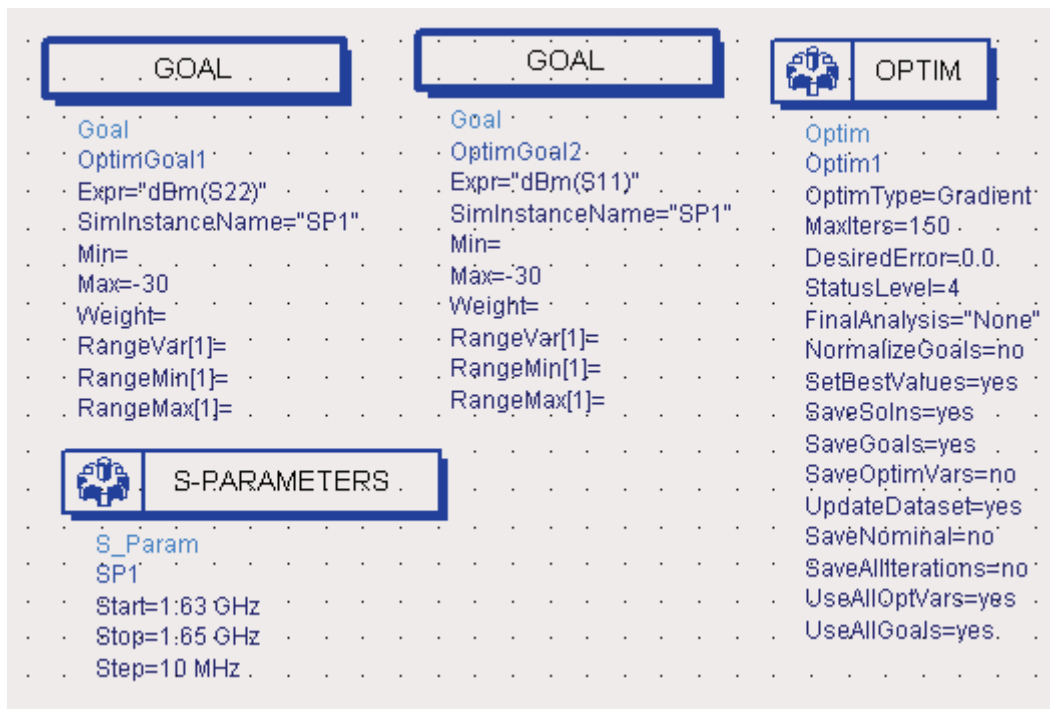 GOAL
Goal
OptimGoal1
Expr="dBm(S22)"
SimInstanceName="SP1"
Min=
Max=-30
Weight=
RangeVar[1]=
RangeMin[1]=
RangeMax[1]=
GOAL
Goal
OptimGoal2
Expr="dBm(S11)"
SimInstanceName="SP1"
Min=
Max=-30
Weight=
RangeVar[1]=
RangeMin[1]=
RangeMax[1]=
OPTIM
Optim
Optim1
OptimType=Gradient
MaxIters=150
DesiredError=0.0
StatusLevel=4
FinalAnalysis="None"
NormalizeGoals=no
SetBestValues=yes
SaveSolns=yes
SaveGoals=yes
SaveOptimVars=no
UpdateDataset=yes
SaveNominal=no
SaveAllIterations=no
UseAllOptVars=yes
UseAllGoals=yes
S-PARAMETERS
S_Param
SP1
Start=1.63 GHz
Stop=1.65 GHz
Step=10 MHz